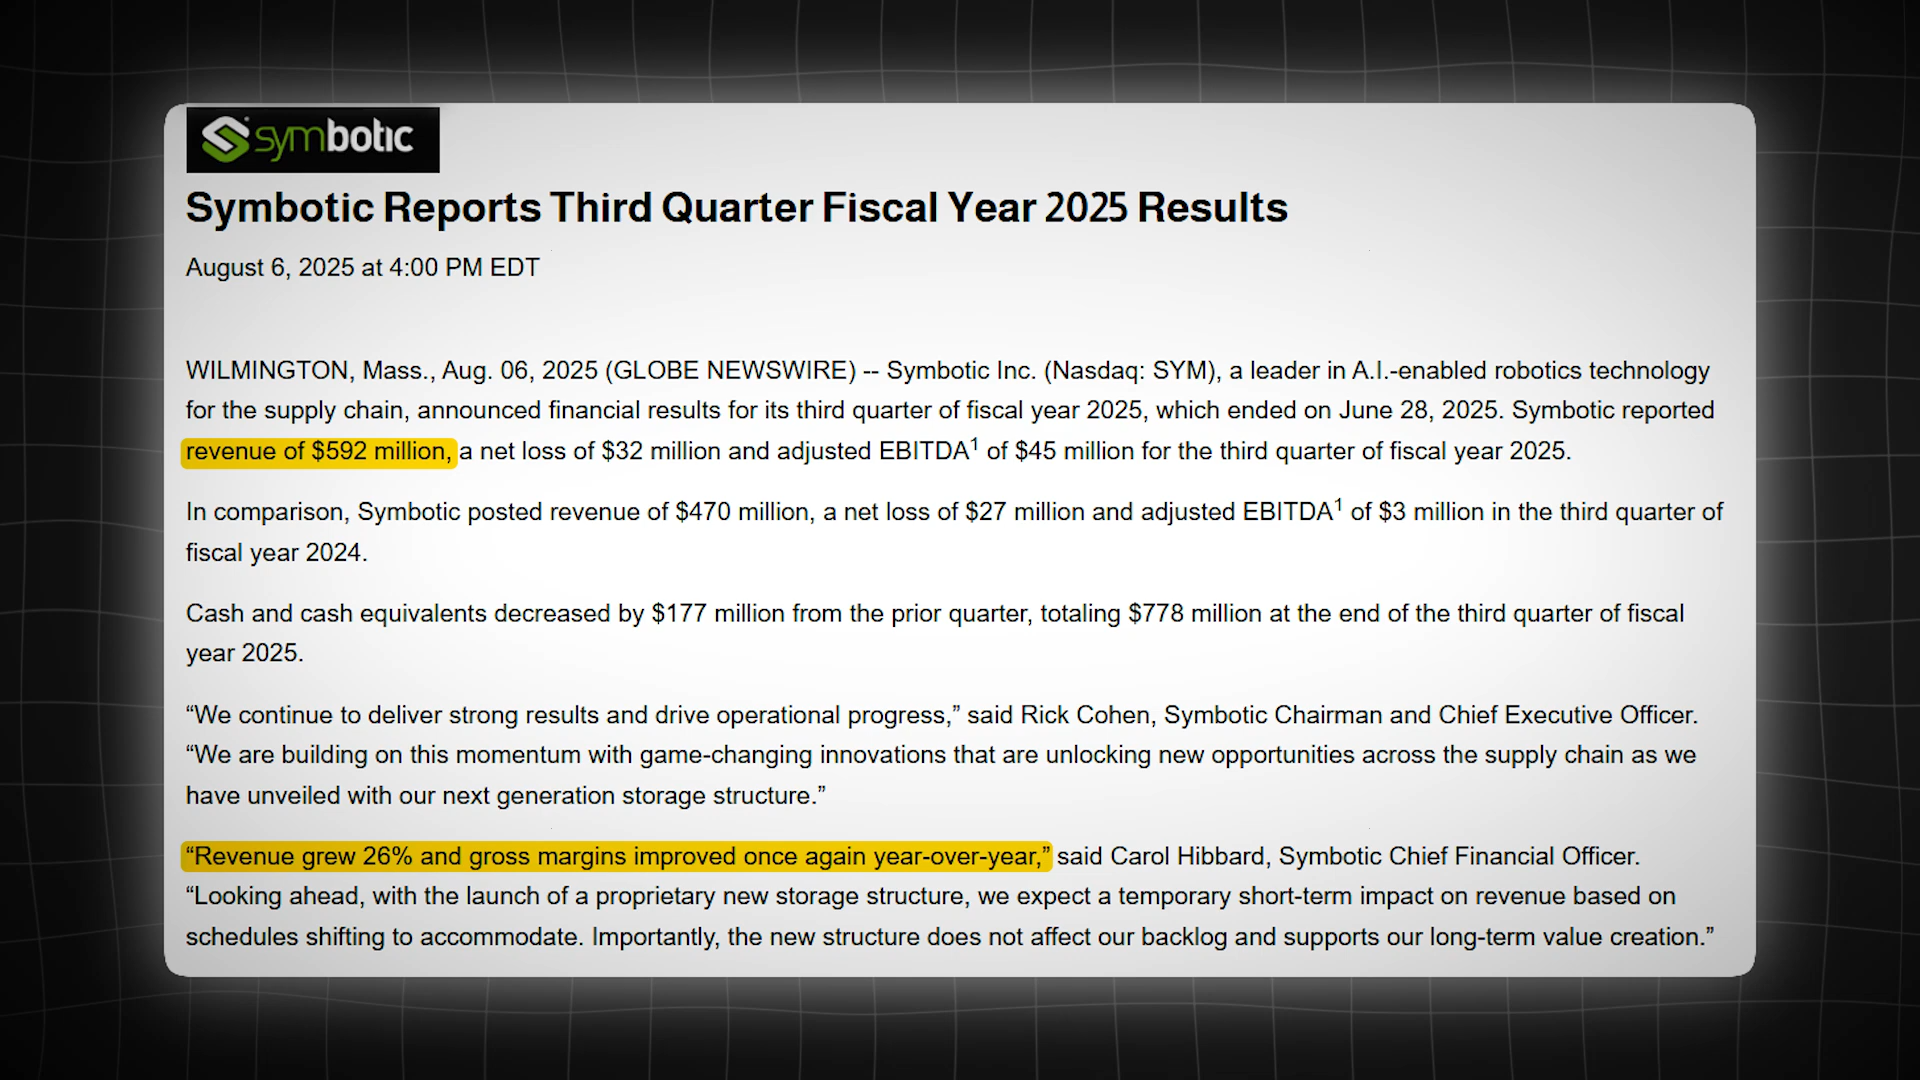 symbotic
Symbotic Reports Third Quarter Fiscal Year 2025 Results
August 6, 2025 at 4:00 PM EDT
WILMINGTON, Mass., Aug. 06, 2025 (GLOBE NEWSWIRE) -- Symbotic Inc. (Nasdaq: SYM), a leader in A.I.-enabled robotics technology
for the supply chain, announced financial results for its third quarter of fiscal year 2025, which ended on June 28, 2025. Symbotic reported
revenue of $592 million, a net loss of $32 million and adjusted EBITDA¹ of $45 million for the third quarter of fiscal year 2025.
In comparison, Symbotic posted revenue of $470 million, a net loss of $27 million and adjusted EBITDA¹ of $3 million in the third quarter of
fiscal year 2024.
Cash and cash equivalents decreased by $177 million from the prior quarter, totaling $778 million at the end of the third quarter of fiscal
year 2025.
“We continue to deliver strong results and drive operational progress,” said Rick Cohen, Symbotic Chairman and Chief Executive Officer.
“We are building on this momentum with game-changing innovations that are unlocking new opportunities across the supply chain as we
have unveiled with our next generation storage structure.”
“Revenue grew 26% and gross margins improved once again year-over-year,” said Carol Hibbard, Symbotic Chief Financial Officer.
“Looking ahead, with the launch of a proprietary new storage structure, we expect a temporary short-term impact on revenue based on
schedules shifting to accommodate. Importantly, the new structure does not affect our backlog and supports our long-term value creation.”